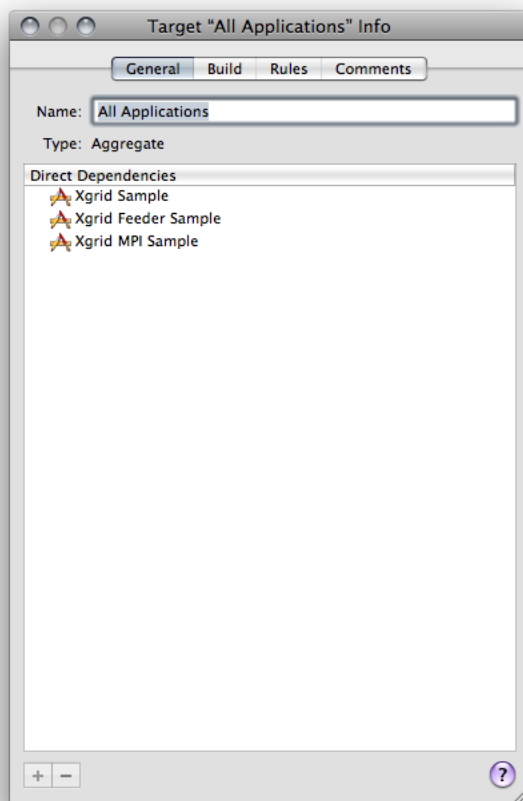 Target “All Applications” Info
General Build Rules Comments
Name: All Applications
Type: Aggregate
Direct Dependencies
Xgrid Sample
Xgrid Feeder Sample
Xgrid MPI Sample
+ − ?